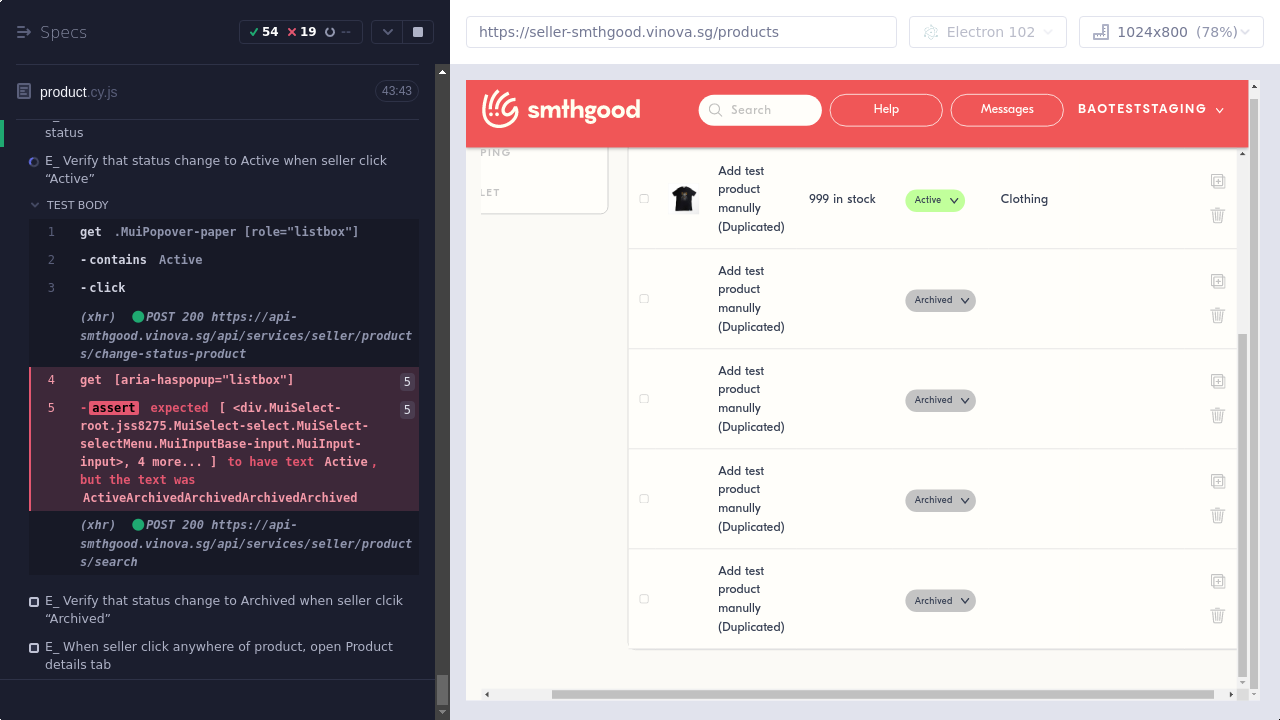 Specs
54
19
--
product.cy.js
43:43
status
E_ Verify that status change to Active when seller click
“Active”
TEST BODY
1 get .MuiPopover-paper [role="listbox"]
2 -contains Active
3 -click
(xhr) POST 200 https://api-
smthgood.vinova.sg/api/services/seller/product
s/change-status-product
4 get [aria-haspopup="listbox"] 5
5 -assert expected [ <div.MuiSelect- 5
root.jss8275.MuiSelect-select.MuiSelect-
selectMenu.MuiInputBase-input.MuiInput-
input>, 4 more... ] to have text Active,
but the text was
ActiveArchivedArchivedArchivedArchived
(xhr) POST 200 https://api-
smthgood.vinova.sg/api/services/seller/product
s/search
E_ Verify that status change to Archived when seller clcik
“Archived”
E_ When seller click anywhere of product, open Product
details tab
https://seller-smthgood.vinova.sg/products
Electron 102
1024x800 (78%)
smthgood
Search
Help
Messages
BAOTESTSTAGING
PING
LET
Add test
product
manully
(Duplicated)
999 in stock
Active
Clothing
Add test
product
manully
(Duplicated)
Archived
Add test
product
manully
(Duplicated)
Archived
Add test
product
manully
(Duplicated)
Archived
Add test
product
manully
(Duplicated)
Archived